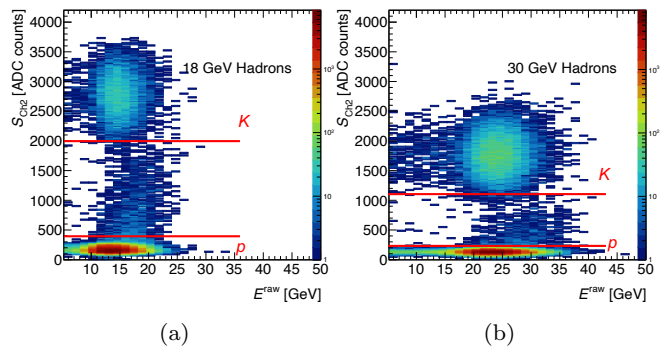 S_Ch2 [ADC counts]
4000
3500
3000
2500
2000
1500
1000
500
0
18 GeV Hadrons
K
p
10 15 20 25 30 35 40 45 50
E^raw [GeV]
10^3
10^2
10
1
(a)
S_Ch2 [ADC counts]
4000
3500
3000
2500
2000
1500
1000
500
0
30 GeV Hadrons
K
p
10 15 20 25 30 35 40 45 50
E^raw [GeV]
10^3
10^2
10
1
(b)